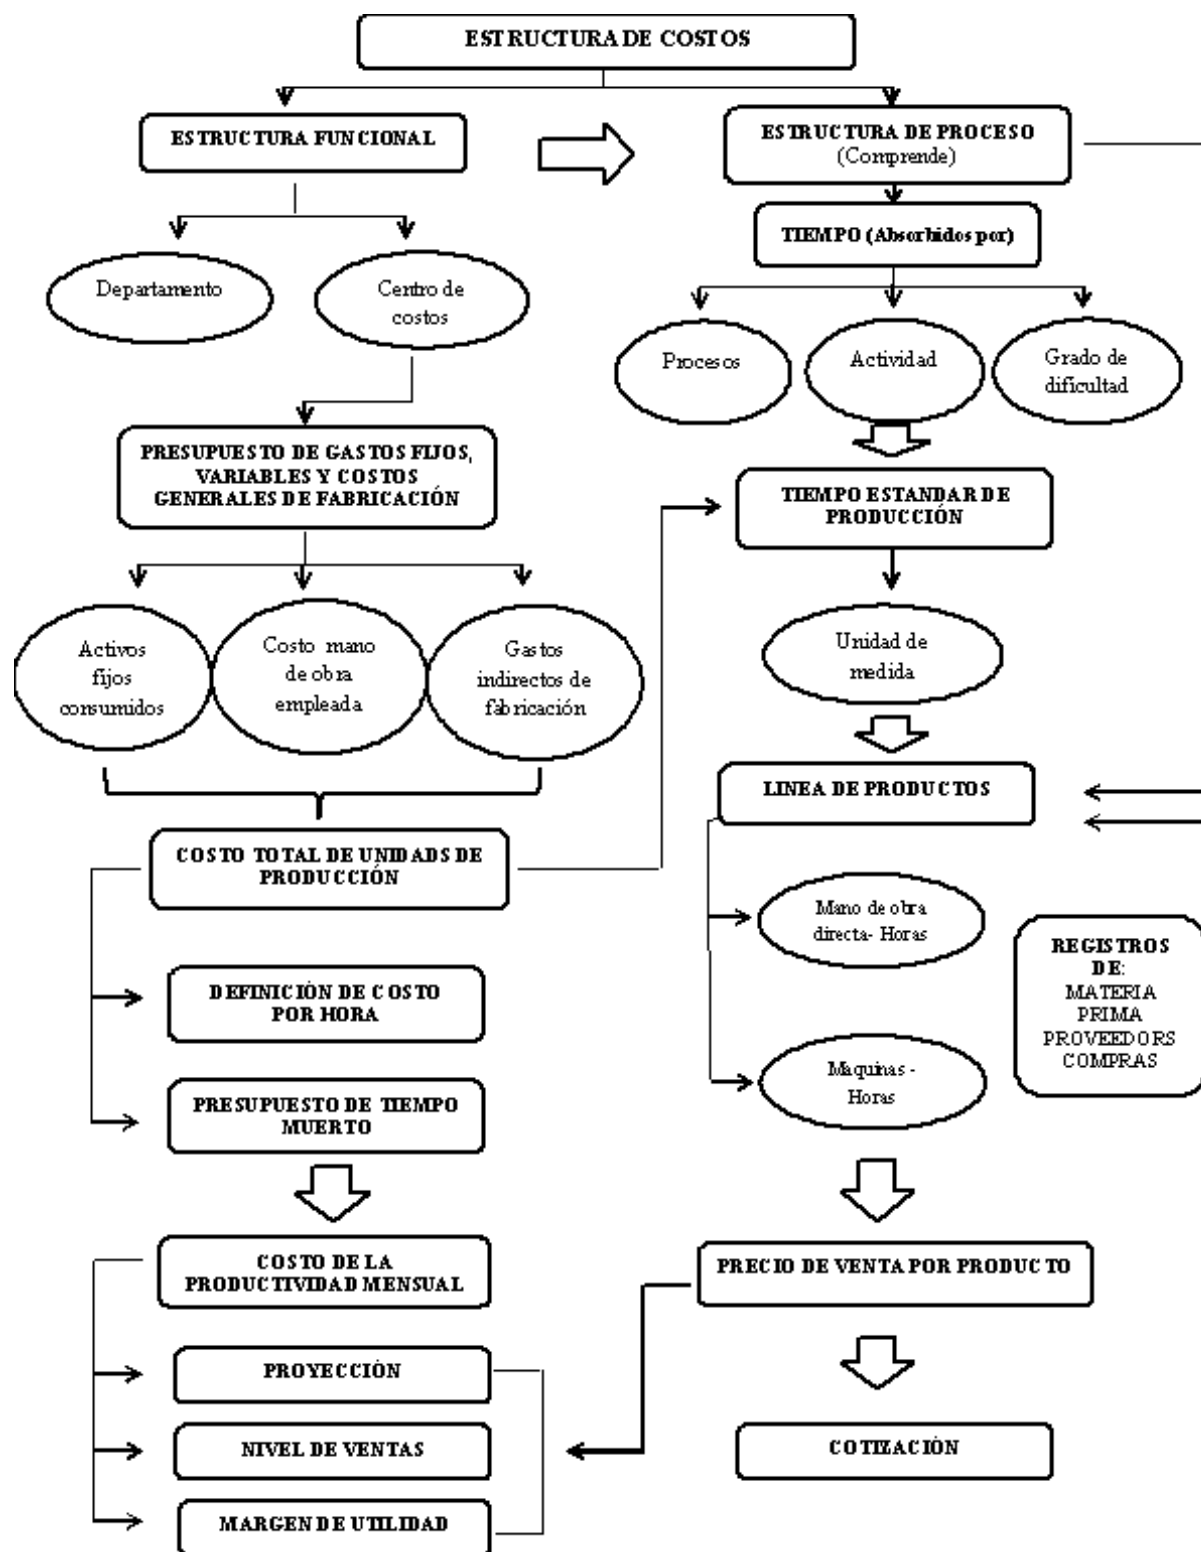 ESTRUCTURA DE COSTOS
ESTRUCTURA FUNCIONAL
ESTRUCTURA DE PROCESO
(Comprende)
TIEMPO (Absorbidos por)
Departamento
Centro de
costos
Procesos
Actividad
Grado de
dificultad
PRESUPUESTO DE GASTOS FIJOS,
VARIABLES Y COSTOS
GENERALES DE FABRICACIÓN
TIEMPO ESTANDAR DE
PRODUCCIÓN
Activos
fijos
consumidos
Costo mano
de obra
empleada
Gastos
indirectos de
fabricación
Unidad de
medida
LINEA DE PRODUCTOS
COSTO TOTAL DE UNIDADS DE
PRODUCCIÓN
Mano de obra
directa- Horas
REGISTROS
DE:
MATERIA
PRIMA
PROVEEDORS
COMPRAS
DEFINICIÓN DE COSTO
POR HORA
Maquinas -
Horas
PRESUPUESTO DE TIEMPO
MUERTO
COSTO DE LA
PRODUCTIVIDAD MENSUAL
PRECIO DE VENTA POR PRODUCTO
PROYECCIÓN
NIVEL DE VENTAS
COTIZACIÓN
MARGEN DE UTILIDAD